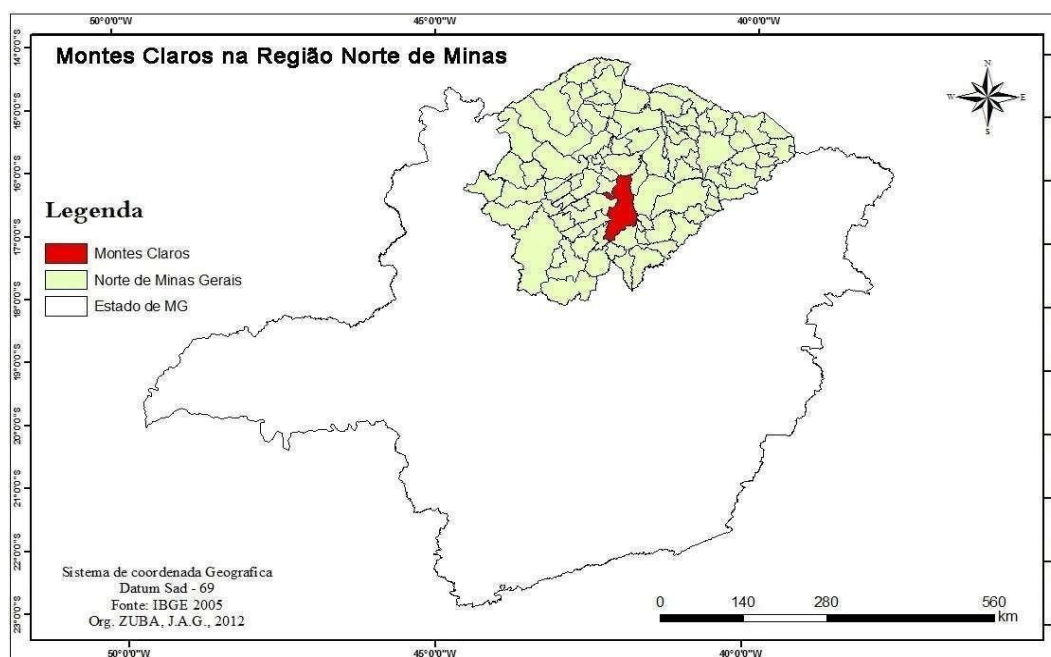 50°0'0"W 45°0'0"W 40°0'0"W
Montes Claros na Região Norte de Minas
N
W E
S
14°0'0"S
15°0'0"S
16°0'0"S
17°0'0"S
18°0'0"S
19°0'0"S
20°0'0"S
21°0'0"S
22°0'0"S
23°0'0"S
Legenda
Montes Claros
Norte de Minas Gerais
Estado de MG
Sistema de coordenada Geografica
Datum Sad - 69
Fonte: IBGE 2005
Org. ZUBA, J.A.G., 2012
0 140 280 560
km
50°0'0"W 45°0'0"W 40°0'0"W